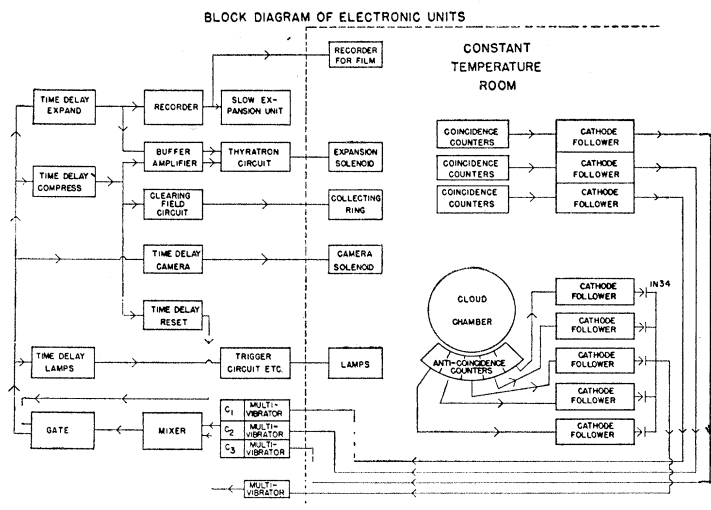 BLOCK DIAGRAM OF ELECTRONIC UNITS
CONSTANT
TEMPERATURE
ROOM
RECORDER
FOR FILM
TIME DELAY
EXPAND
RECORDER
SLOW EX-
PANSION UNIT
BUFFER
AMPLIFIER
THYRATRON
CIRCUIT
EXPANSION
SOLENOID
TIME DELAY
COMPRESS
CLEARING
FIELD
CIRCUIT
COLLECTING
RING
TIME DELAY
CAMERA
CAMERA
SOLENOID
TIME DELAY
RESET
TIME DELAY
LAMPS
TRIGGER
CIRCUIT ETC.
LAMPS
GATE
MIXER
C1 MULTI-
VIBRATOR
C2 MULTI-
VIBRATOR
C3 MULTI-
VIBRATOR
MULTI-
VIBRATOR
COINCIDENCE
COUNTERS
CATHODE
FOLLOWER
COINCIDENCE
COUNTERS
CATHODE
FOLLOWER
COINCIDENCE
COUNTERS
CATHODE
FOLLOWER
CLOUD
CHAMBER
ANTI-COINCIDENCE
COUNTERS
CATHODE
FOLLOWER
IN34
CATHODE
FOLLOWER
CATHODE
FOLLOWER
CATHODE
FOLLOWER
CATHODE
FOLLOWER